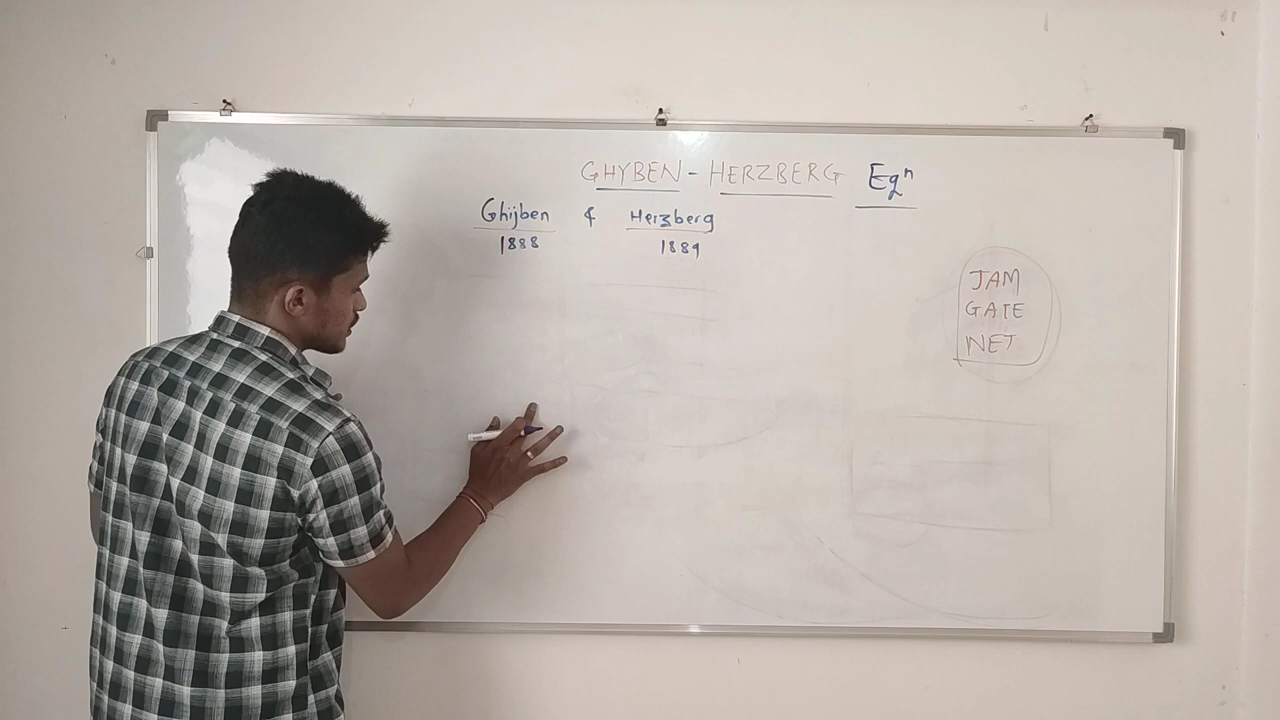 GHYBEN - HERZBERG Eqⁿ
Ghijben & Herzberg
1888 1889
JAM
GATE
NET